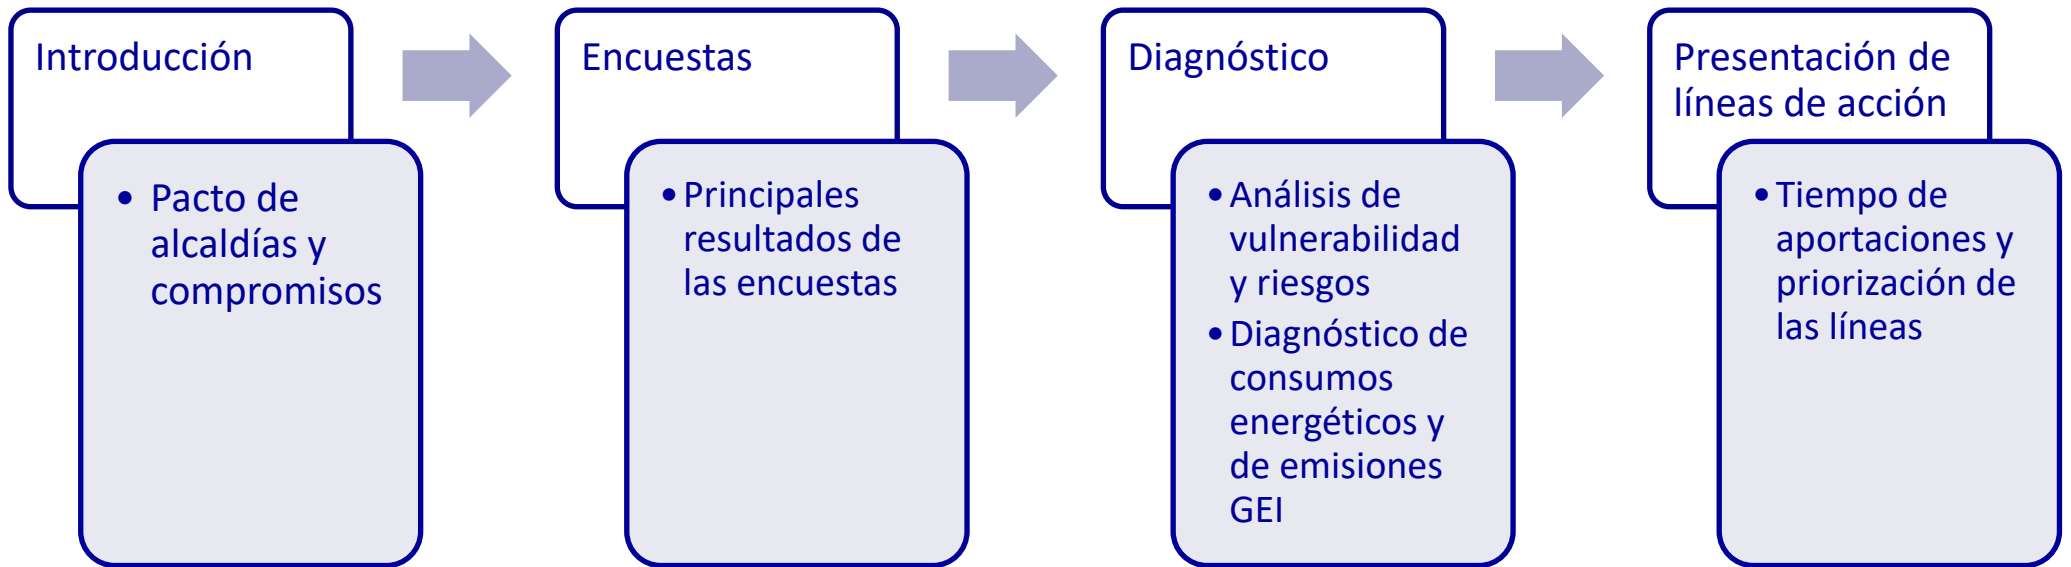 Introducción
• Pacto de
alcaldías y
compromisos
Encuestas
• Principales
resultados de
las encuestas
Diagnóstico
• Análisis de
vulnerabilidad
y riesgos
• Diagnóstico de
consumos
energéticos y
de emisiones
GEI
Presentación de
líneas de acción
• Tiempo de
aportaciones y
priorización de
las líneas